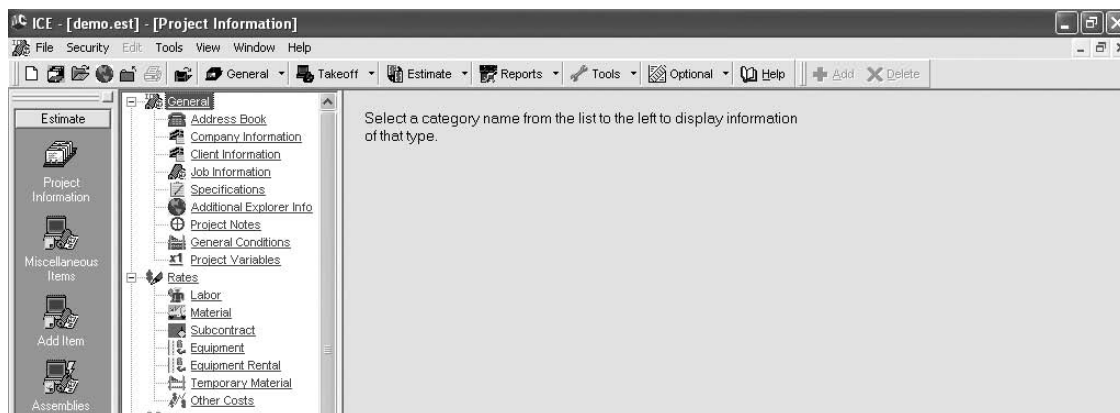 ICE - [demo.est] - [Project Information]
File Security Edit Tools View Window Help
General Takeoff Estimate Reports Tools Optional Help Add Delete
Estimate
Project
Information
Miscellaneous
Items
Add Item
Assemblies
General
Address Book
Company Information
Client Information
Job Information
Specifications
Additional Explorer Info
Project Notes
General Conditions
x1 Project Variables
Rates
Labor
Material
Subcontract
Equipment
Equipment Rental
Temporary Material
Other Costs
Select a category name from the list to the left to display information
of that type.